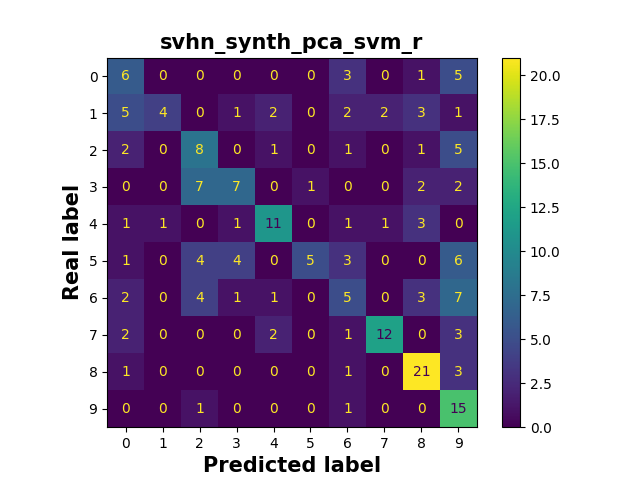 svhn_synth_pca_svm_r
0 6 0 0 0 0 0 3 0 1 5
1 5 4 0 1 2 0 2 2 3 1
2 2 0 8 0 1 0 1 0 1 5
3 0 0 7 7 0 1 0 0 2 2
4 1 1 0 1 11 0 1 1 3 0
5 1 0 4 4 0 5 3 0 0 6
6 2 0 4 1 1 0 5 0 3 7
7 2 0 0 0 2 0 1 12 0 3
8 1 0 0 0 0 0 1 0 21 3
9 0 0 1 0 0 0 1 0 0 15
0 1 2 3 4 5 6 7 8 9
Predicted label
Real label
20.0
17.5
15.0
12.5
10.0
7.5
5.0
2.5
0.0